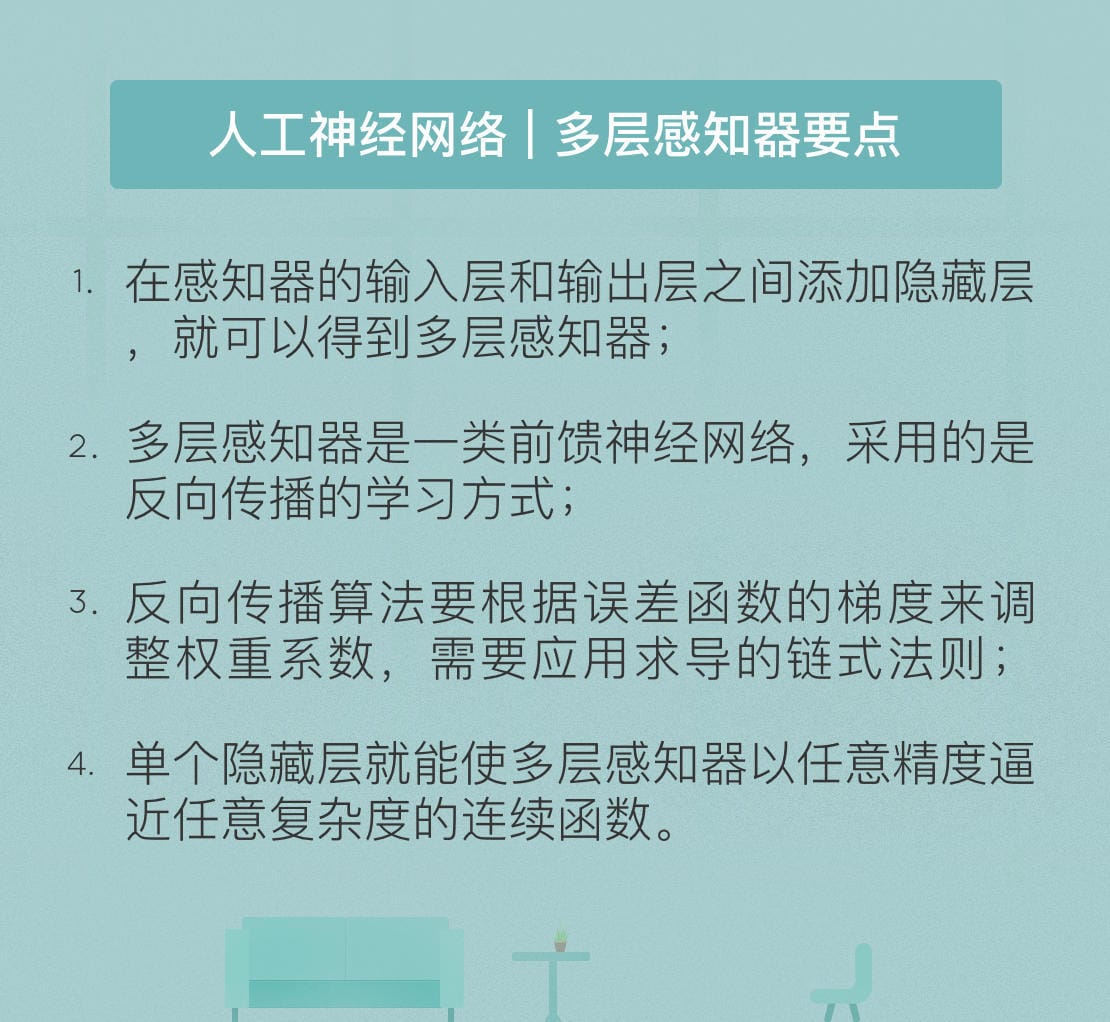 人工神经网络 | 多层感知器要点
1. 在感知器的输入层和输出层之间添加隐藏层
，就可以得到多层感知器；
2. 多层感知器是一类前馈神经网络，采用的是
反向传播的学习方式；
3. 反向传播算法要根据误差函数的梯度来调
整权重系数，需要应用求导的链式法则；
4. 单个隐藏层就能使多层感知器以任意精度逼
近任意复杂度的连续函数。